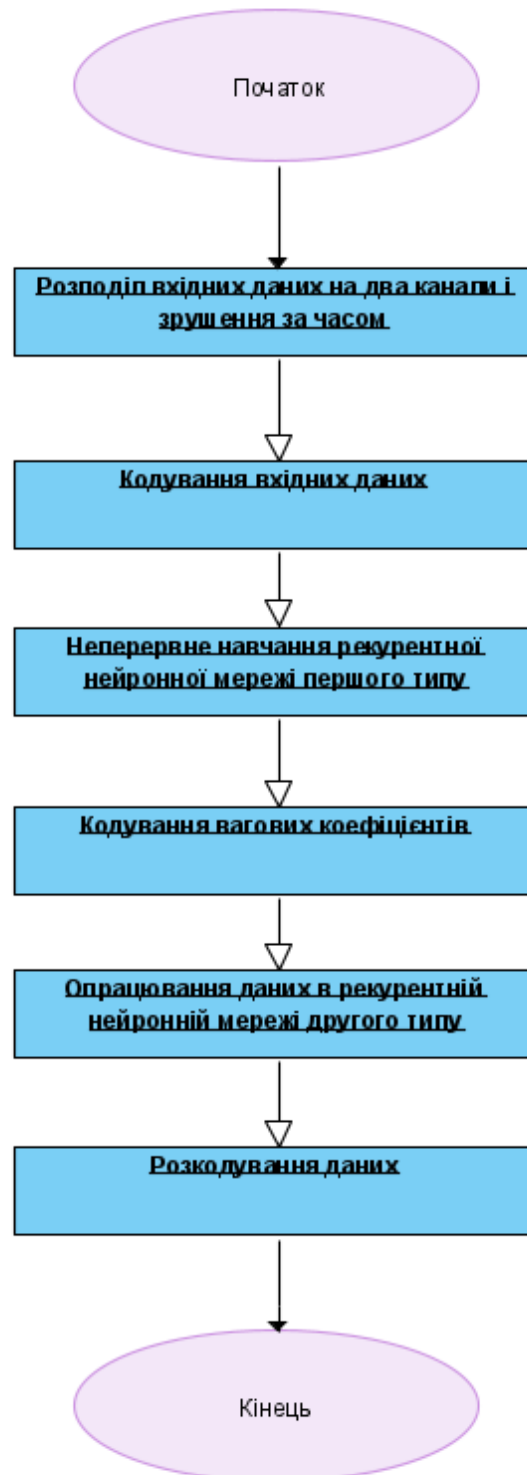 Початок
Розподіл вхідних даних на два канали і
зрушення за часом
Кодування вхідних даних
Неперервне навчання рекурентної
нейронної мережі першого типу
Кодування вагових коефіцієнтів
Опрацювання даних в рекурентній
нейронній мережі другого типу
Розкодування даних
Кінець